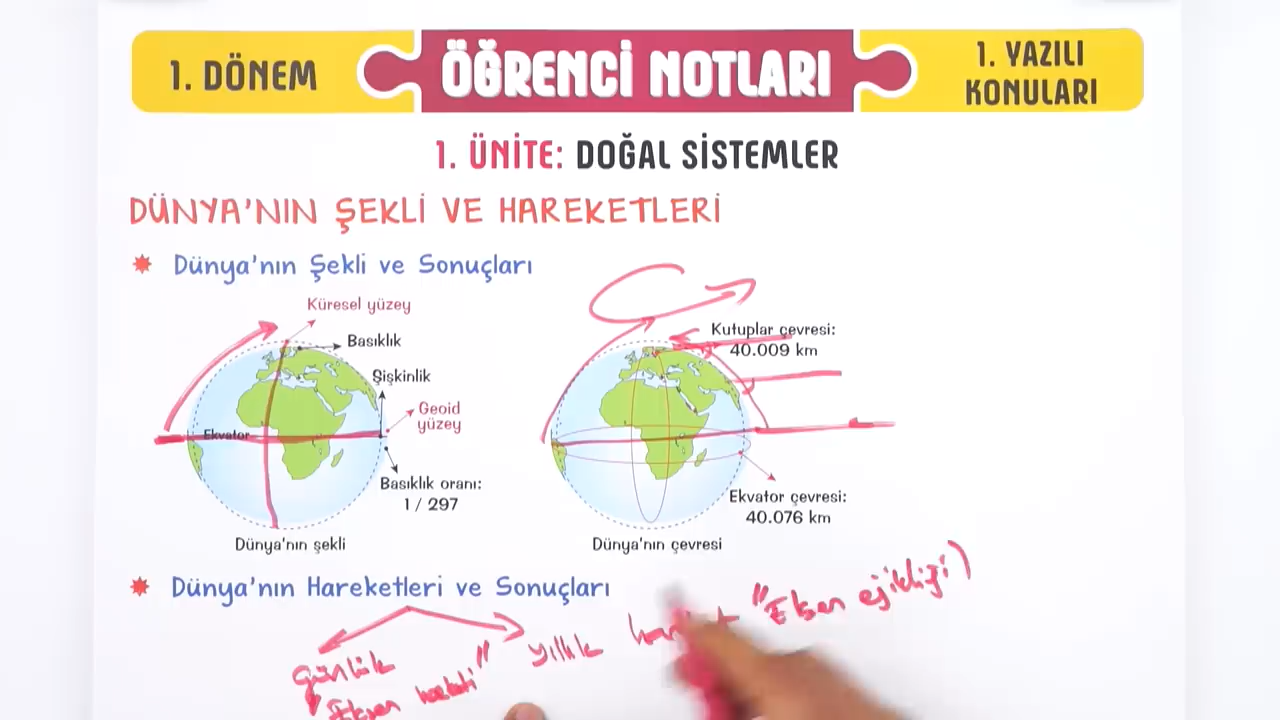 1. DÖNEM
ÖĞRENCİ NOTLARI
1. YAZILI
KONULARI
1. ÜNİTE: DOĞAL SİSTEMLER
DÜNYA'NIN ŞEKLİ VE HAREKETLERİ
Dünya'nın Şekli ve Sonuçları
Küresel yüzey
Basıklık
Şişkinlik
Geoid
yüzey
Ekvator
Basıklık oranı:
1 / 297
Dünya'nın şekli
Kutuplar çevresi:
40.009 km
Ekvator çevresi:
40.076 km
Dünya'nın çevresi
Dünya'nın Hareketleri ve Sonuçları
günlük
"Eksen
yıllık
"Eksen eğikliği)